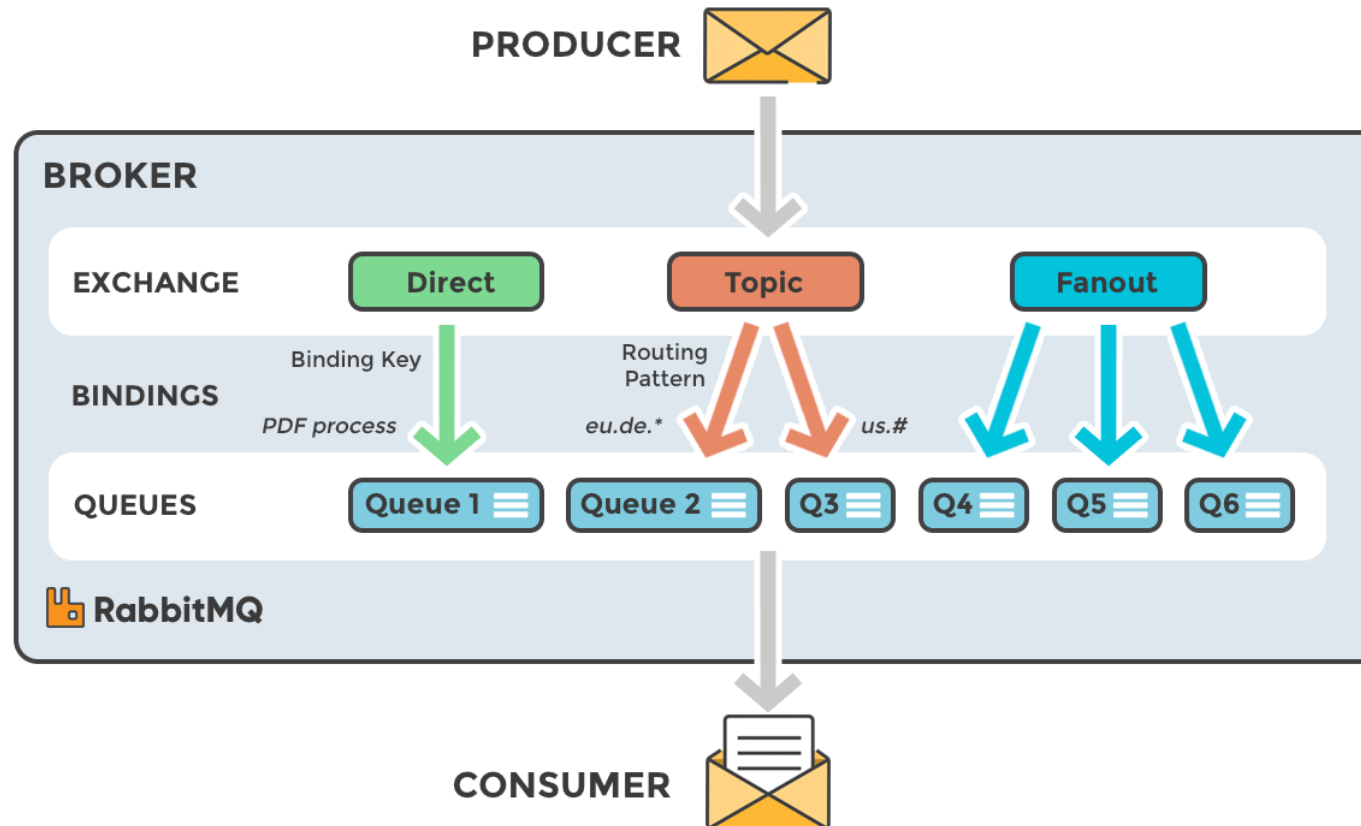 PRODUCER
BROKER
EXCHANGE
Direct
Topic
Fanout
Binding Key
Routing
Pattern
BINDINGS
PDF process
eu.de.*
us.#
QUEUES
Queue 1
Queue 2
Q3
Q4
Q5
Q6
RabbitMQ
CONSUMER